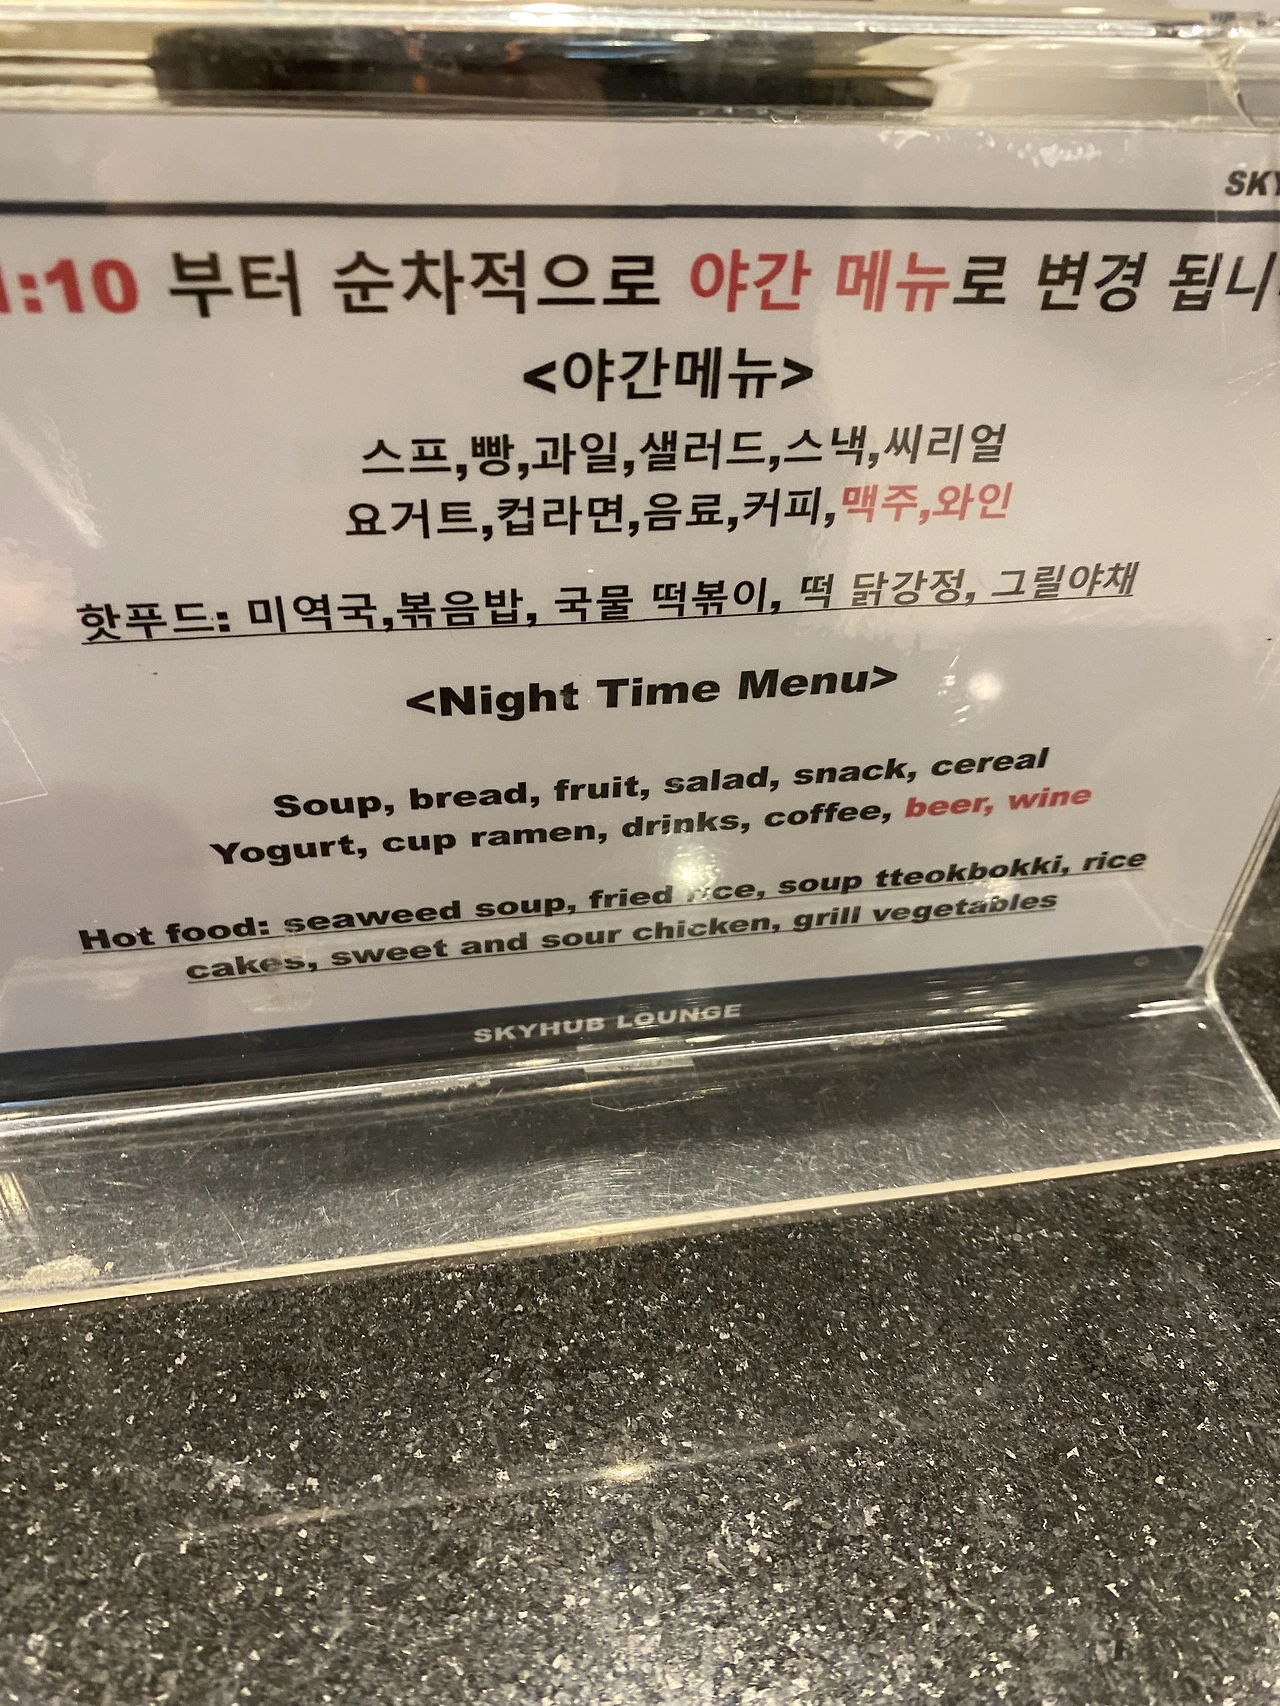 SKY
1:10 부터 순차적으로 야간 메뉴로 변경 됩니
<야간메뉴>
스프,빵,과일,샐러드,스낵,씨리얼
요거트,컵라면,음료,커피,맥주,와인
핫푸드: 미역국,볶음밥, 국물 떡볶이, 떡 닭강정, 그릴야채
<Night Time Menu>
Soup, bread, fruit, salad, snack, cereal
Yogurt, cup ramen, drinks, coffee, beer, wine
Hot food: seaweed soup, fried rice, soup tteokbokki, rice
cakes, sweet and sour chicken, grill vegetables
SKYHUB LOUNGE